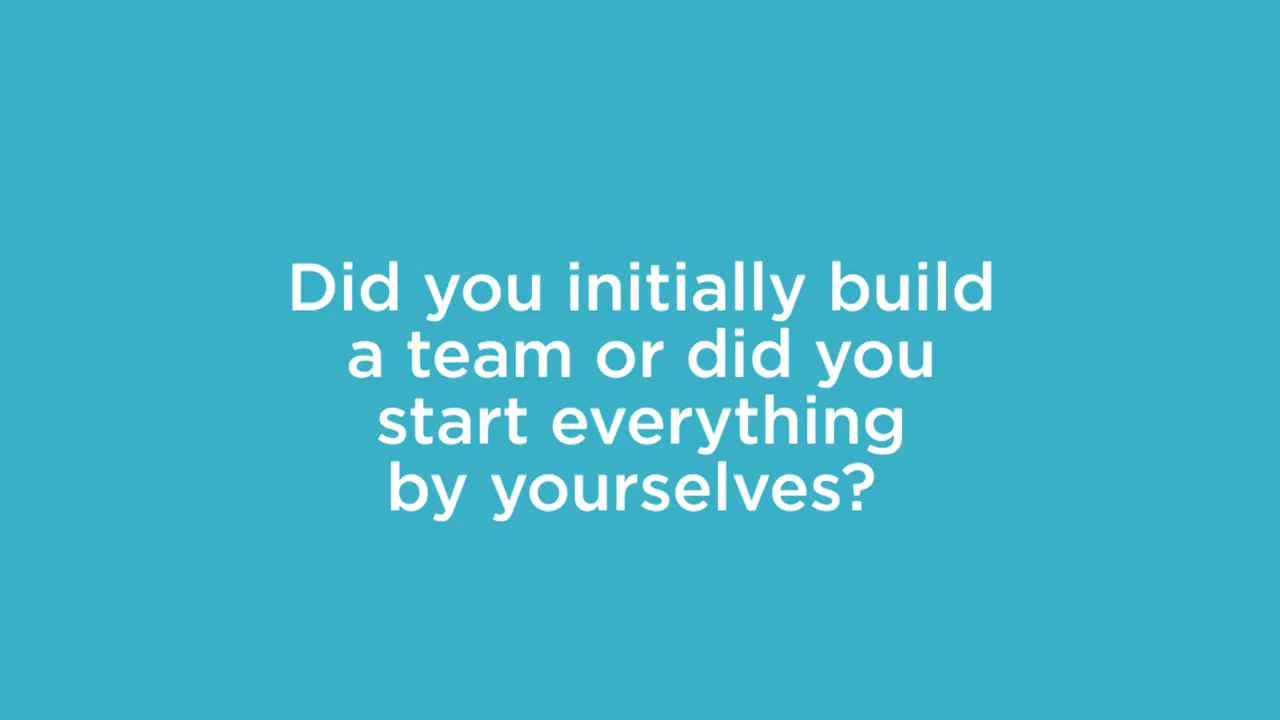 Did you initially build
a team or did you
start everything
by yourselves?